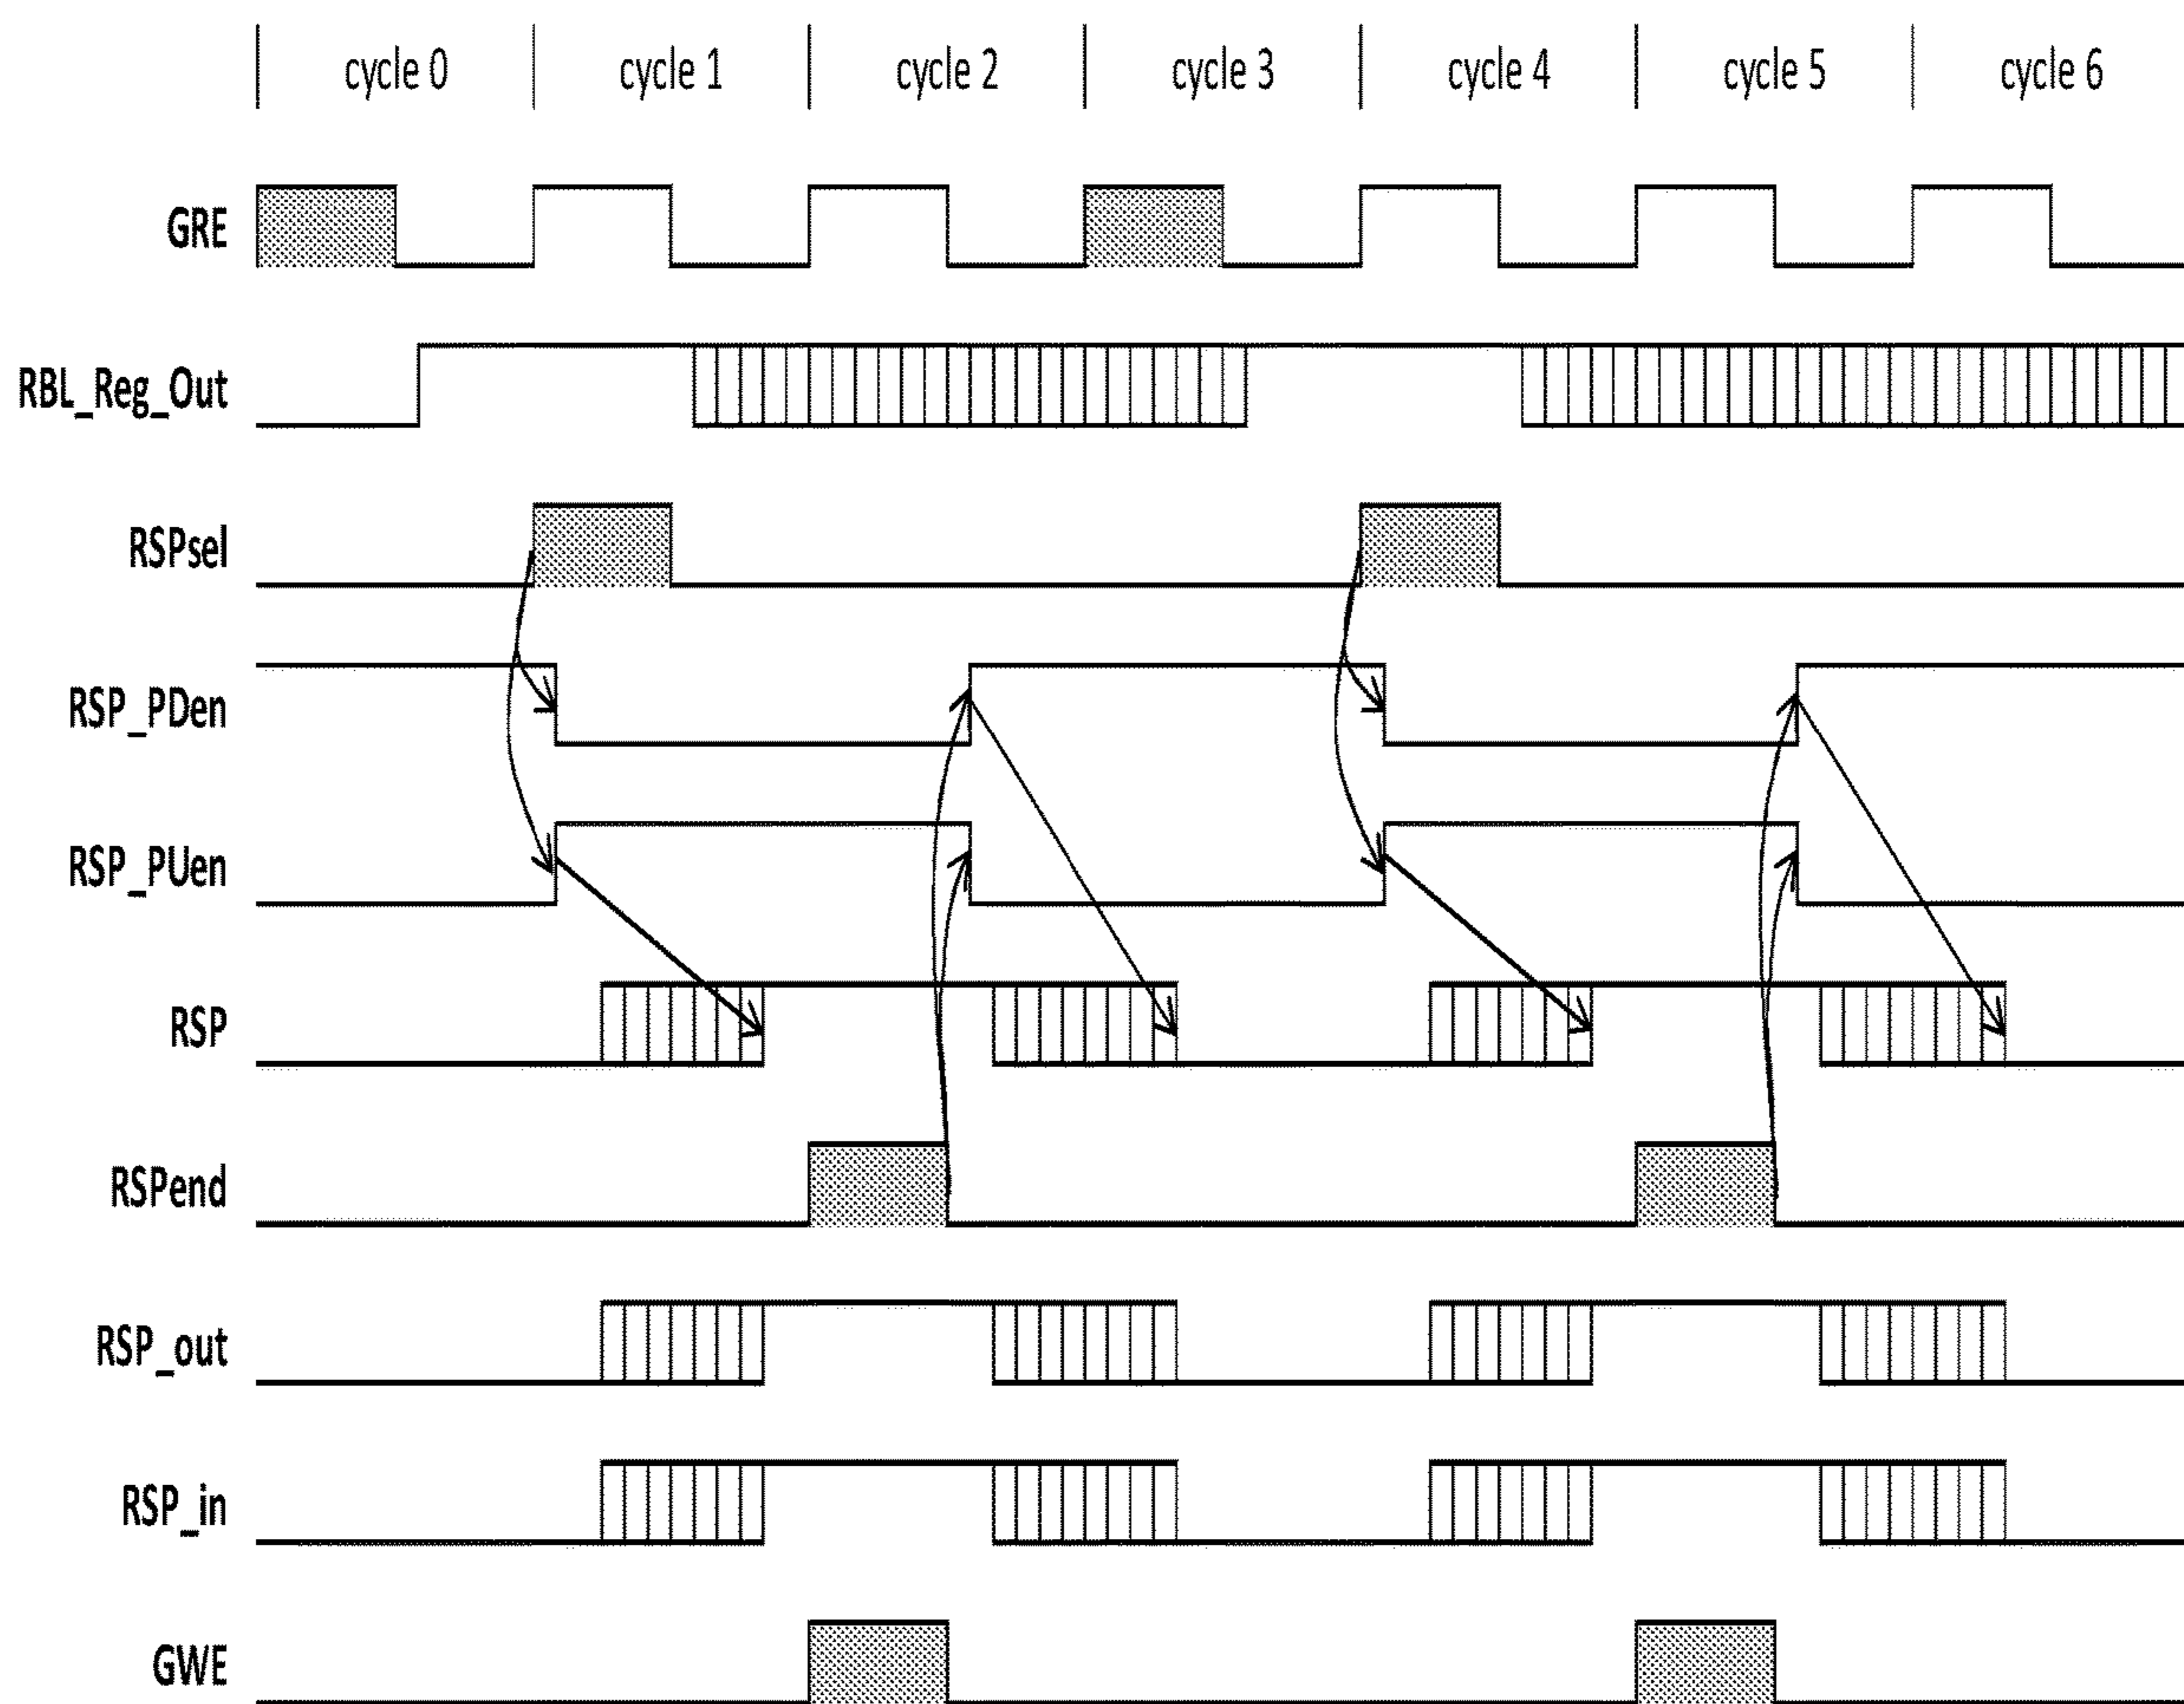 cycle 0 cycle 1 cycle 2 cycle 3 cycle 4 cycle 5 cycle 6
GRE
RBL_Reg_Out
RSPsel
RSP_PDen
RSP_PUen
RSP
RSPend
RSP_out
RSP_in
GWE